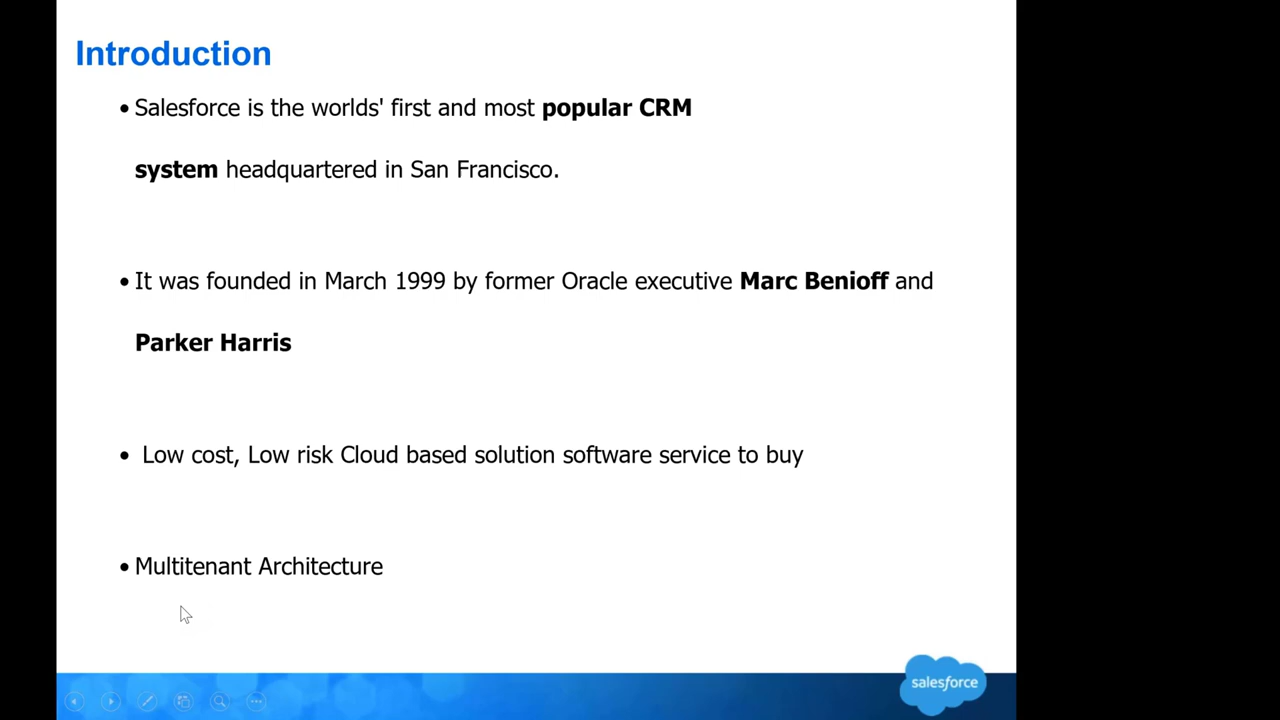 Introduction
• Salesforce is the worlds' first and most popular CRM
system headquartered in San Francisco.
• It was founded in March 1999 by former Oracle executive Marc Benioff and
Parker Harris
• Low cost, Low risk Cloud based solution software service to buy
• Multitenant Architecture
salesforce